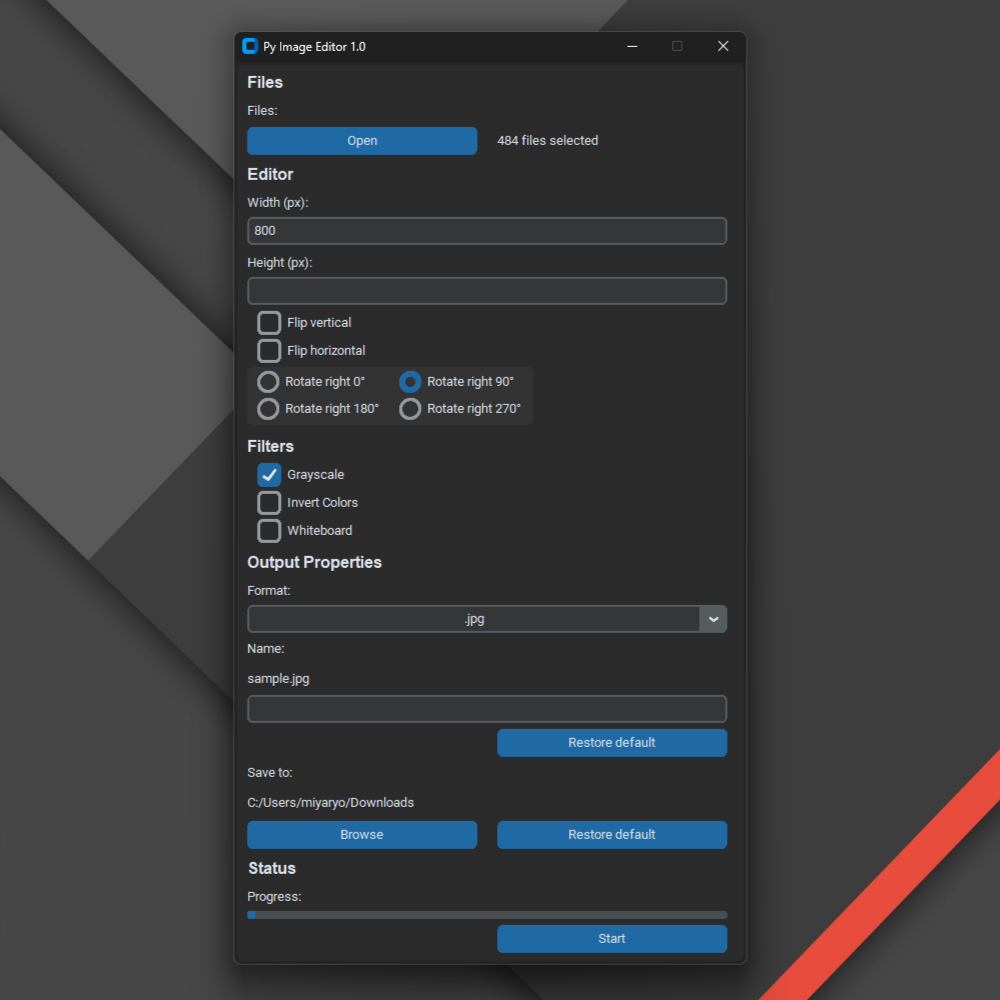 Py Image Editor 1.0
Files
Files:
Open 484 files selected
Editor
Width (px):
800
Height (px):
Flip vertical
Flip horizontal
Rotate right 0° Rotate right 90°
Rotate right 180° Rotate right 270°
Filters
Grayscale
Invert Colors
Whiteboard
Output Properties
Format:
.jpg
Name:
sample.jpg
Restore default
Save to:
C:/Users/miyaryo/Downloads
Browse Restore default
Status
Progress:
Start